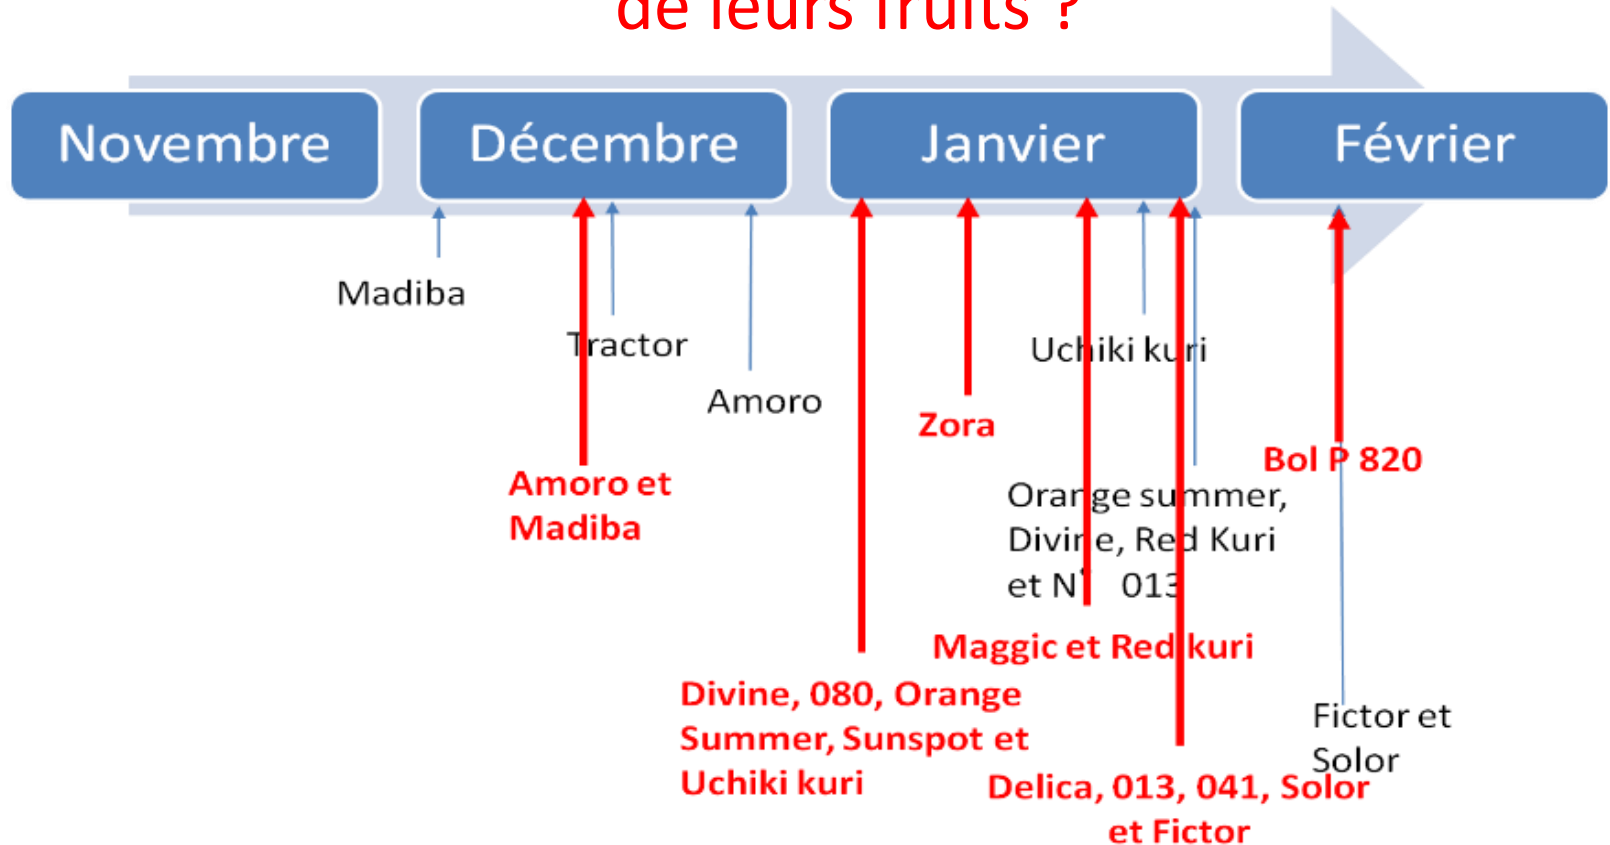 de leurs fruits ?
Novembre
Décembre
Janvier
Février
Madiba
Tractor
Uchiki kuri
Amoro
Zora
Bol P 820
Amoro et
Madiba
Orange summer,
Divine, Red Kuri
et N° 013
Maggic et Red kuri
Divine, 080, Orange
Summer, Sunspot et
Uchiki kuri
Fictor et
Solor
Delica, 013, 041, Solor
et Fictor